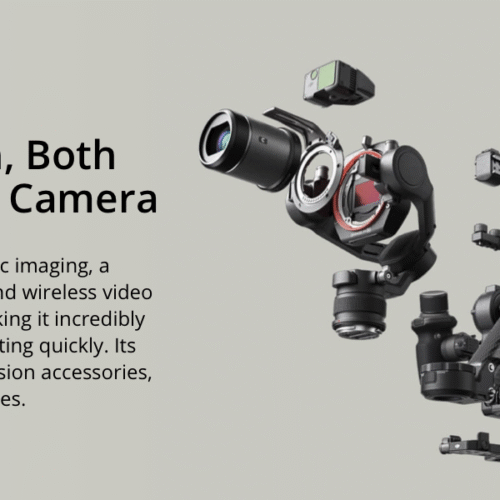 , Both
Camera
c imaging, a
nd wireless video
king it incredibly
ting quickly. Its
sion accessories,
es.